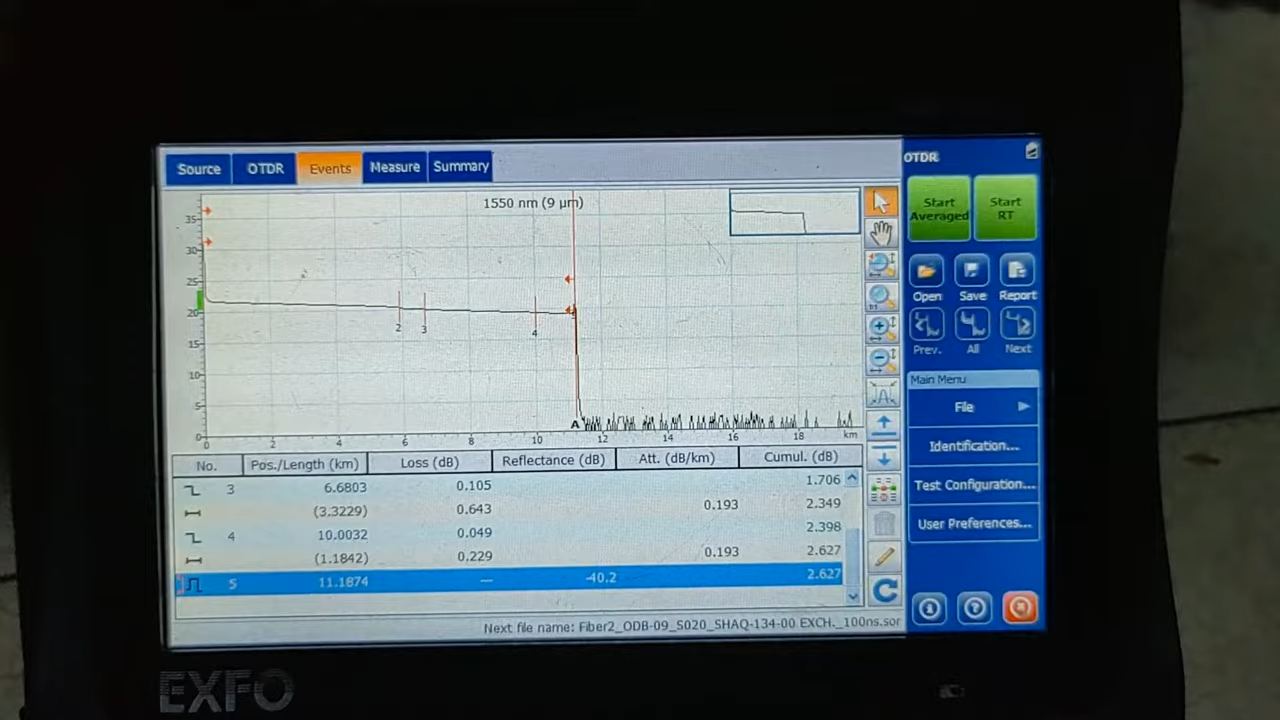 OTDR
Source OTDR Events Measure Summary
1550 nm (9 µm)
Start Averaged
Start RT
35
30
25
20
15
10
5
0
2 3 4
A
0 2 4 6 8 10 12 14 16 18 km
Open Save Report
Prev. All Next
Main Menu
File
Identification...
Test Configuration...
User Preferences...
No. Pos./Length (km) Loss (dB) Reflectance (dB) Att. (dB/km) Cumul. (dB)
3 6.6803 0.105 1.706
(3.3229) 0.643 0.193 2.349
4 10.0032 0.049 2.398
(1.1842) 0.229 0.193 2.627
5 11.1874 --- -40.2 2.627
Next file name: Fiber2_ODB-09_S020_SHAQ-134-00 EXCH._100ns.sor
EXFO